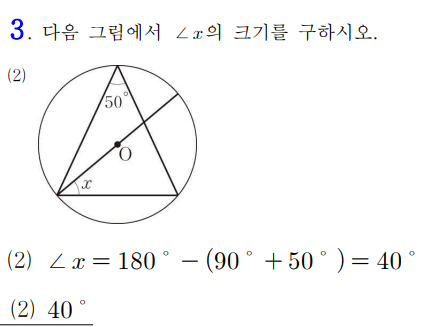 3. 다음 그림에서 ∠x의 크기를 구하시오.
(2)
50°
O
x
(2) ∠x = 180° − (90° + 50°) = 40°
(2) 40°